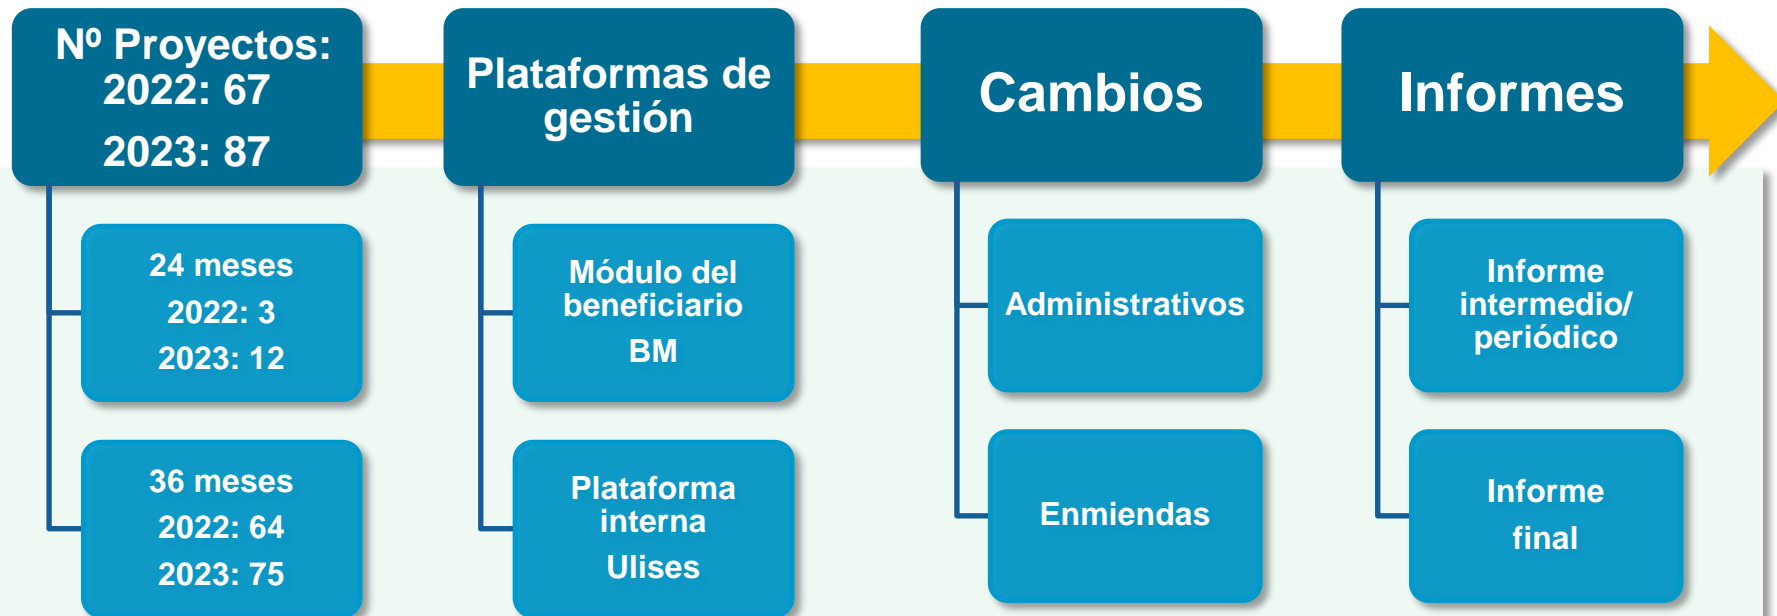 Nº Proyectos:
2022: 67
2023: 87
24 meses
2022: 3
2023: 12
36 meses
2022: 64
2023: 75
Plataformas de
gestión
Módulo del
beneficiario
BM
Plataforma
interna
Ulises
Cambios
Administrativos
Enmiendas
Informes
Informe
intermedio/
periódico
Informe
final